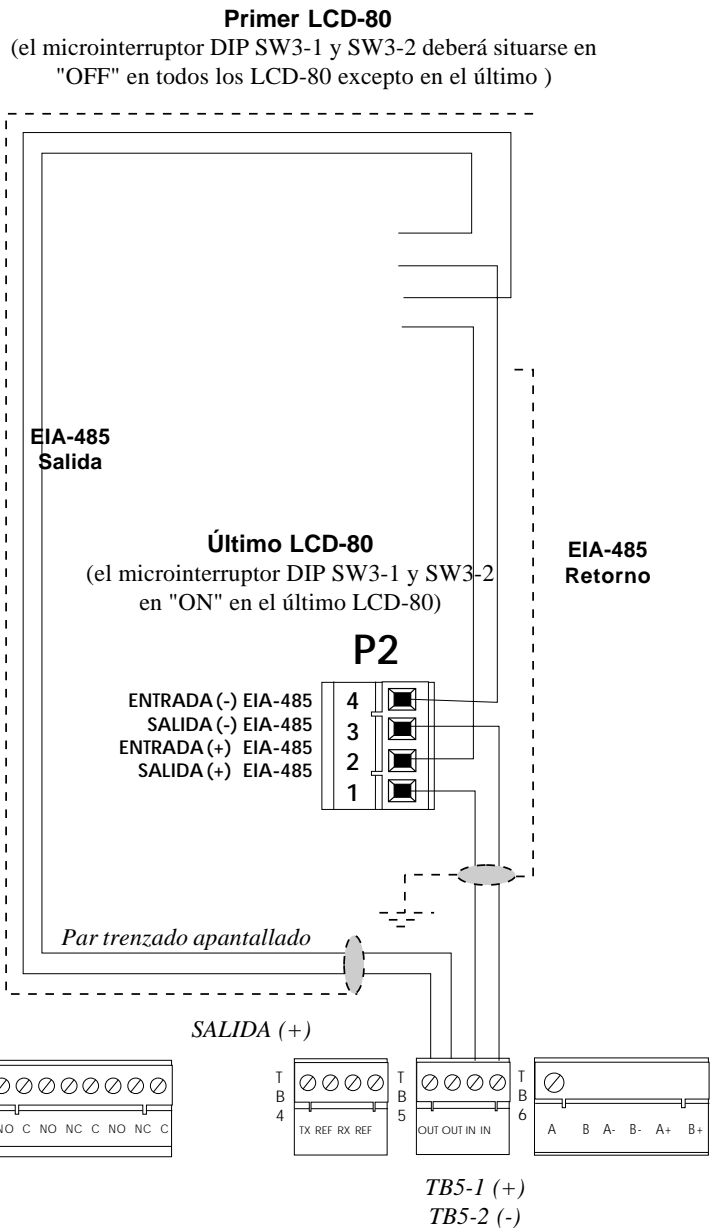 Primer LCD-80
(el microinterruptor DIP SW3-1 y SW3-2 deberá situarse en
"OFF" en todos los LCD-80 excepto en el último )
EIA-485
Salida
Último LCD-80
(el microinterruptor DIP SW3-1 y SW3-2
en "ON" en el último LCD-80)
EIA-485
Retorno
P2
ENTRADA (-) EIA-485 4
SALIDA (-) EIA-485 3
ENTRADA (+) EIA-485 2
SALIDA (+) EIA-485 1
Par trenzado apantallado
SALIDA (+)
TB4
TB5
TB6
NO C NO NC C NO NC C
TX REF RX REF
OUT OUT IN IN
A B A- B- A+ B+
TB5-1 (+)
TB5-2 (-)